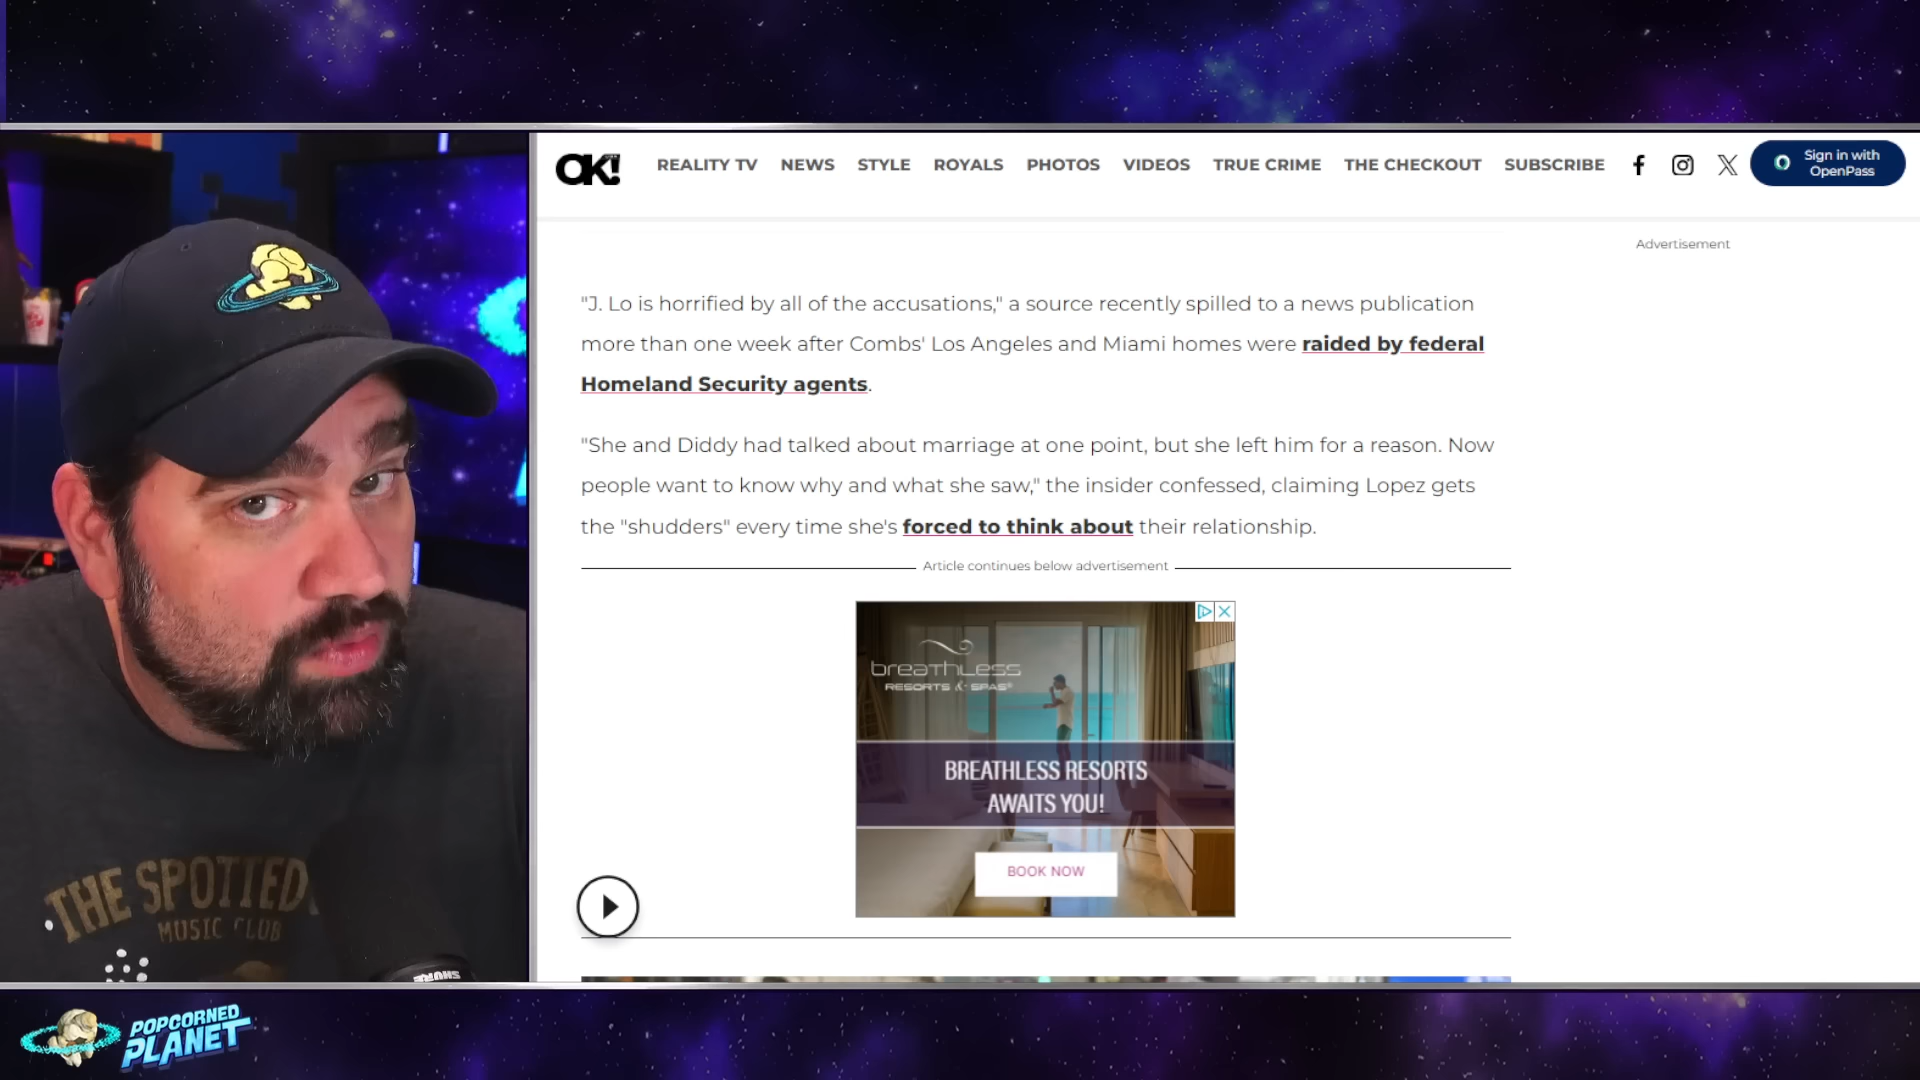 OK!
REALITY TV NEWS STYLE ROYALS PHOTOS VIDEOS TRUE CRIME THE CHECKOUT SUBSCRIBE
Sign in with
OpenPass
Advertisement
"J. Lo is horrified by all of the accusations," a source recently spilled to a news publication
more than one week after Combs' Los Angeles and Miami homes were raided by federal
Homeland Security agents.
"She and Diddy had talked about marriage at one point, but she left him for a reason. Now
people want to know why and what she saw," the insider confessed, claiming Lopez gets
the "shudders" every time she's forced to think about their relationship.
Article continues below advertisement
breathless
RESORTS & SPAS®
BREATHLESS RESORTS
AWAITS YOU!
BOOK NOW
THE SPOTTED
MUSIC CLUB
SHURE
POPCORNED
PLANET